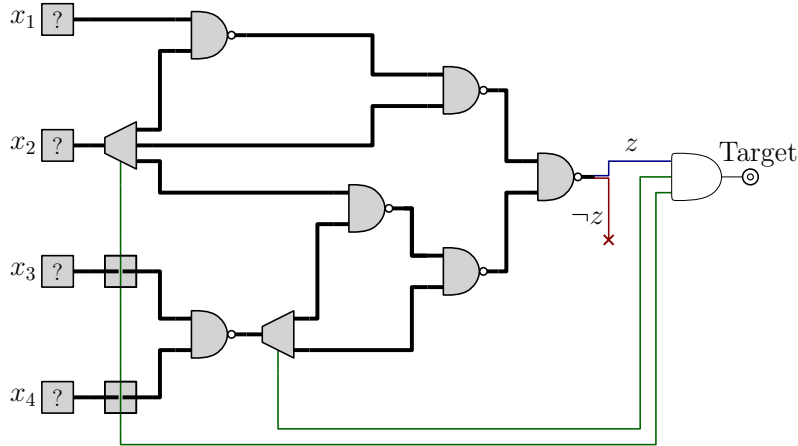 x₁ ?
x₂ ?
x₃ ?
x₄ ?
z
¬z
Target